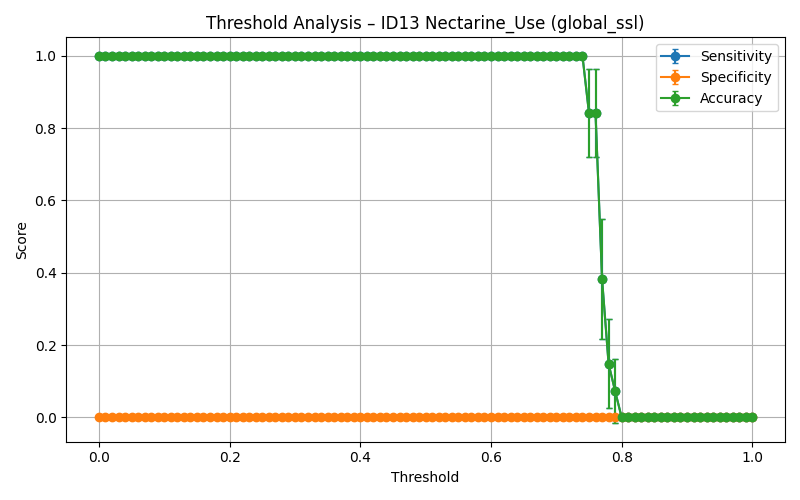 Threshold Analysis – ID13 Nectarine_Use (global_ssl)
Sensitivity
Specificity
Accuracy
Score
1.0
0.8
0.6
0.4
0.2
0.0
0.0 0.2 0.4 0.6 0.8 1.0
Threshold